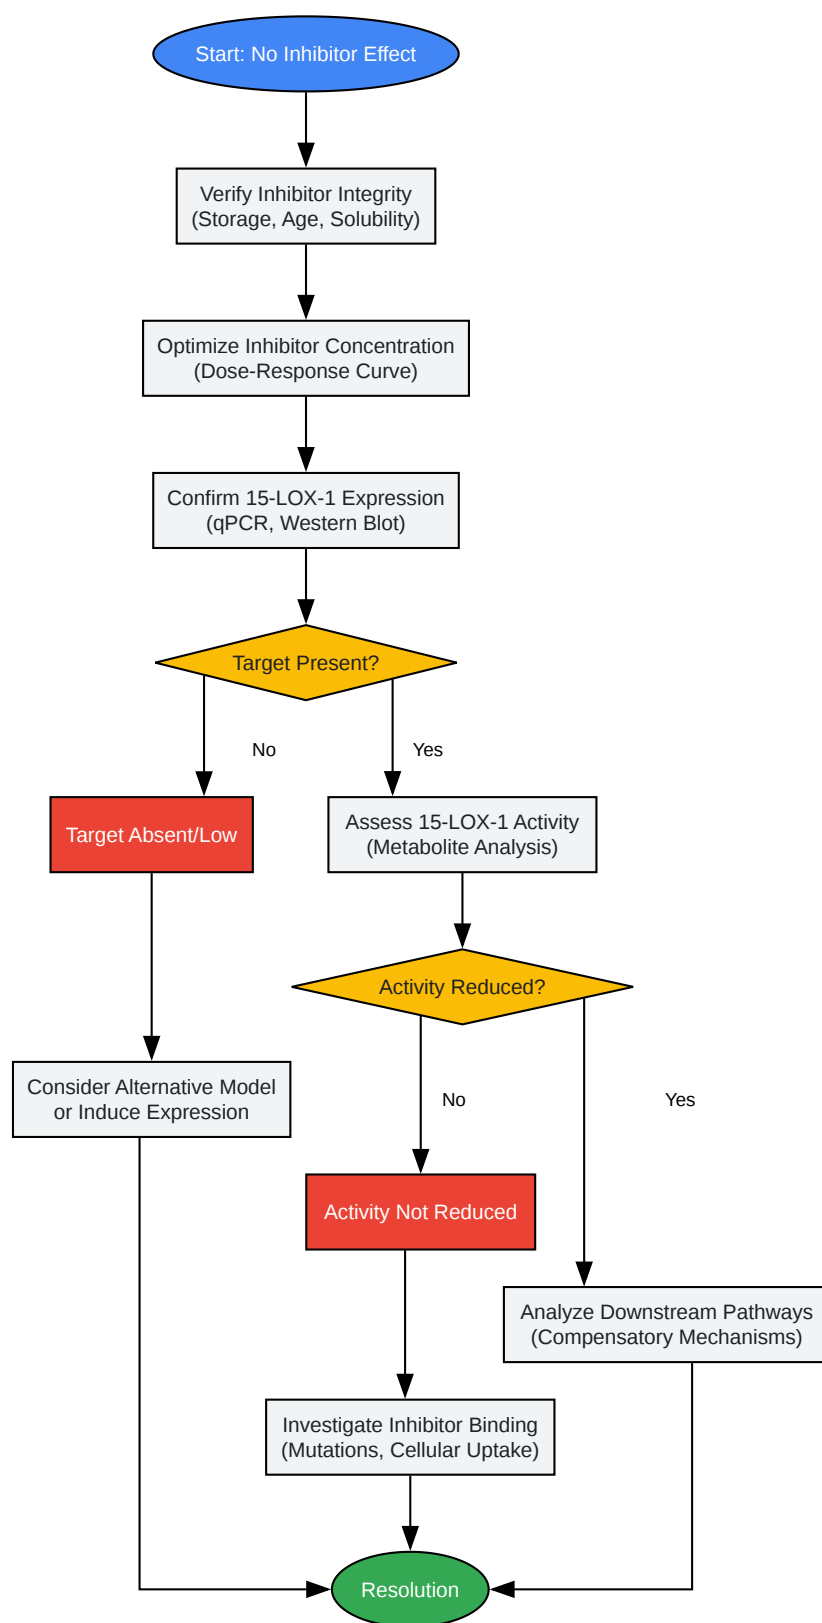 Start: No Inhibitor Effect
Verify Inhibitor Integrity
(Storage, Age, Solubility)
Optimize Inhibitor Concentration
(Dose-Response Curve)
Confirm 15-LOX-1 Expression
(qPCR, Western Blot)
Target Present?
No
Yes
Target Absent/Low
Assess 15-LOX-1 Activity
(Metabolite Analysis)
Activity Reduced?
Consider Alternative Model
or Induce Expression
No
Yes
Activity Not Reduced
Analyze Downstream Pathways
(Compensatory Mechanisms)
Investigate Inhibitor Binding
(Mutations, Cellular Uptake)
Resolution